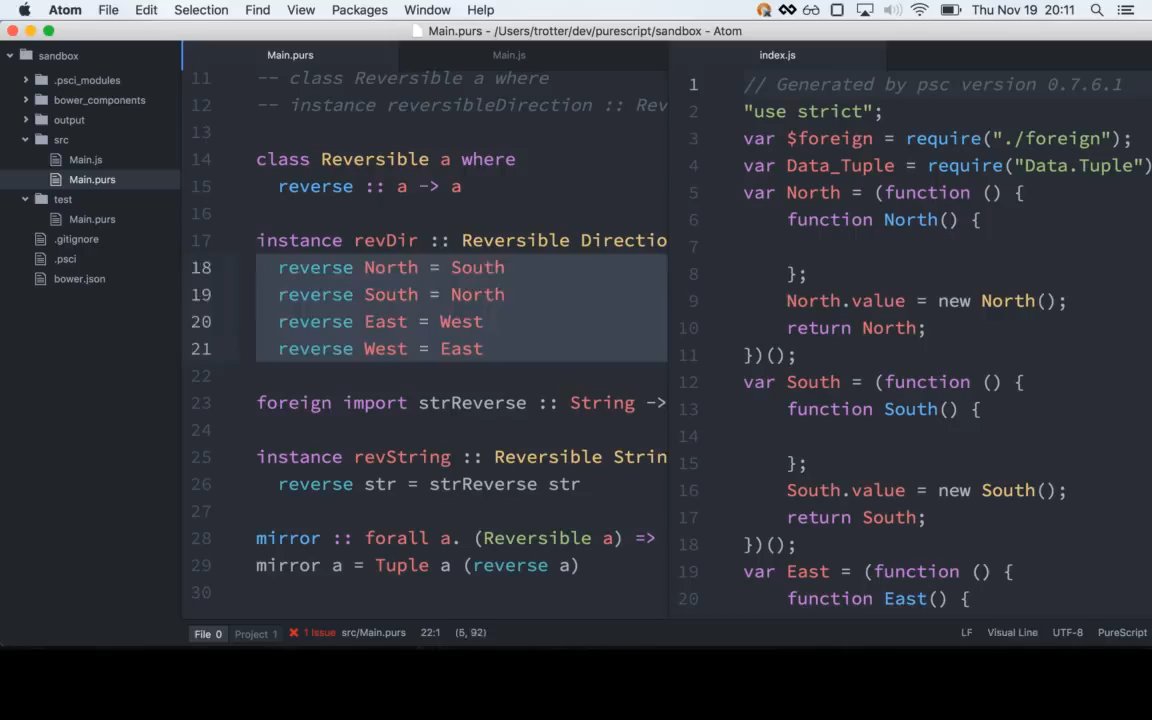 Atom File Edit Selection Find View Packages Window Help Thu Nov 19 20:11
Main.purs - /Users/trotter/dev/purescript/sandbox - Atom
sandbox
.psci_modules
bower_components
output
src
Main.js
Main.purs
test
Main.purs
.gitignore
.psci
bower.json
Main.purs Main.js index.js
11 -- class Reversible a where
12 -- instance reversibleDirection :: Rev
13
14 class Reversible a where
15 reverse :: a -> a
16
17 instance revDir :: Reversible Directio
18 reverse North = South
19 reverse South = North
20 reverse East = West
21 reverse West = East
22
23 foreign import strReverse :: String ->
24
25 instance revString :: Reversible Strin
26 reverse str = strReverse str
27
28 mirror :: forall a. (Reversible a) =>
29 mirror a = Tuple a (reverse a)
30
1 // Generated by psc version 0.7.6.1
2 "use strict";
3 var $foreign = require("./foreign");
4 var Data_Tuple = require("Data.Tuple")
5 var North = (function () {
6 function North() {
7
8 };
9 North.value = new North();
10 return North;
11 })();
12 var South = (function () {
13 function South() {
14
15 };
16 South.value = new South();
17 return South;
18 })();
19 var East = (function () {
20 function East() {
File 0 Project 1 1 Issue src/Main.purs 22:1 (5, 92) LF Visual Line UTF-8 PureScript